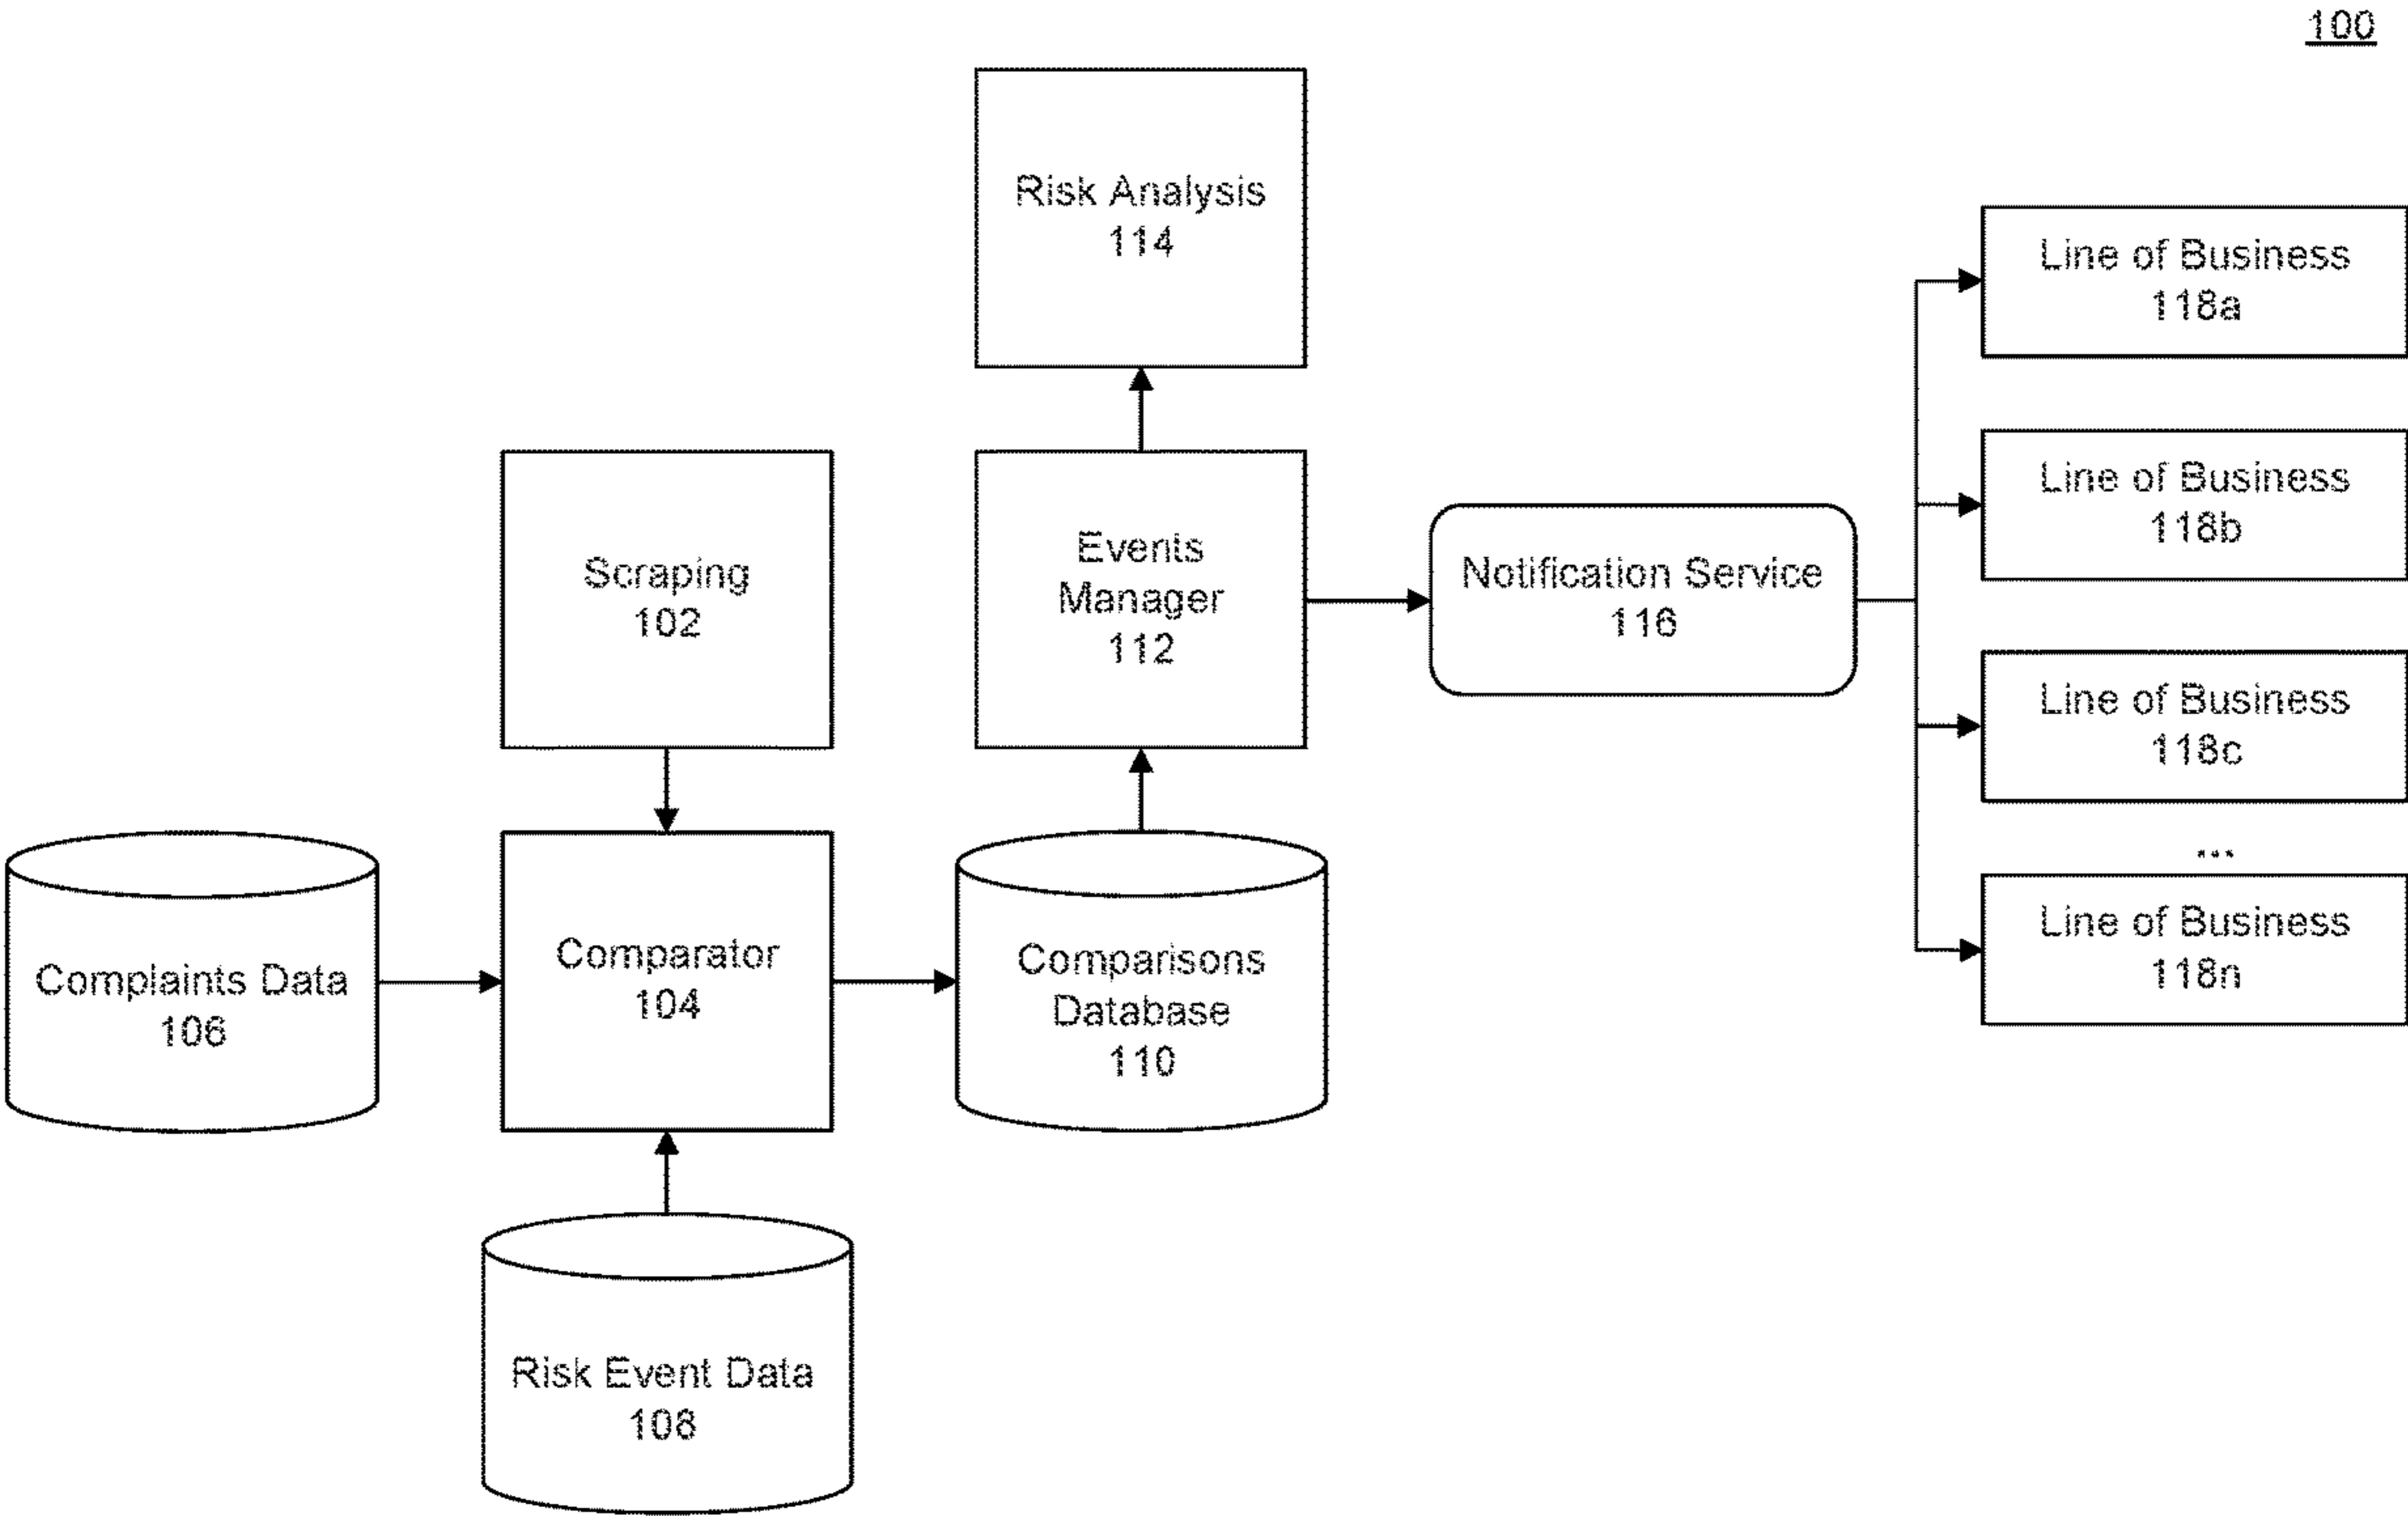 100
Risk Analysis
114
Line of Business
118a
Line of Business
118b
Scraping
102
Events
Manager
112
Notification Service
116
Line of Business
118c
...
Complaints Data
106
Comparator
104
Comparisons
Database
110
Line of Business
118n
Risk Event Data
108